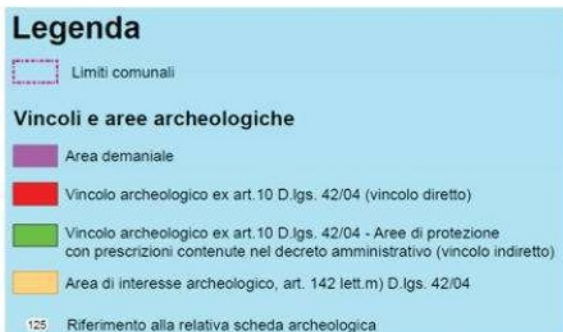 Legenda
Limiti comunali
Vincoli e aree archeologiche
Area demaniale
Vincolo archeologico ex art.10 D.lgs. 42/04 (vincolo diretto)
Vincolo archeologico ex art.10 D.lgs. 42/04 - Aree di protezione
con prescrizioni contenute nel decreto amministrativo (vincolo indiretto)
Area di interesse archeologico, art. 142 lett.m) D.lgs. 42/04
125 Riferimento alla relativa scheda archeologica